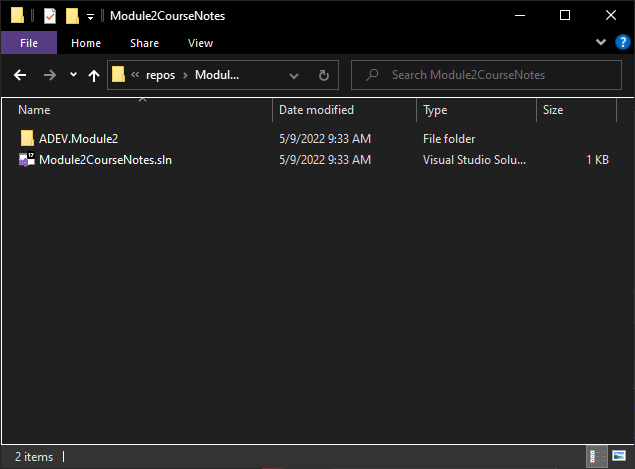 Module2CourseNotes
File Home Share View
« repos > Modul...
Search Module2CourseNotes
Name Date modified Type Size
ADEV.Module2 5/9/2022 9:33 AM File folder
Module2CourseNotes.sln 5/9/2022 9:33 AM Visual Studio Solu... 1 KB
2 items